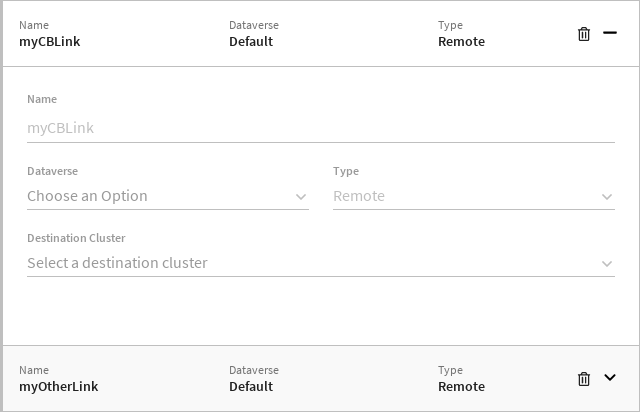 Name Dataverse Type
myCBLink Default Remote
Name
myCBLink
Dataverse Type
Choose an Option Remote
Destination Cluster
Select a destination cluster
Name Dataverse Type
myOtherLink Default Remote